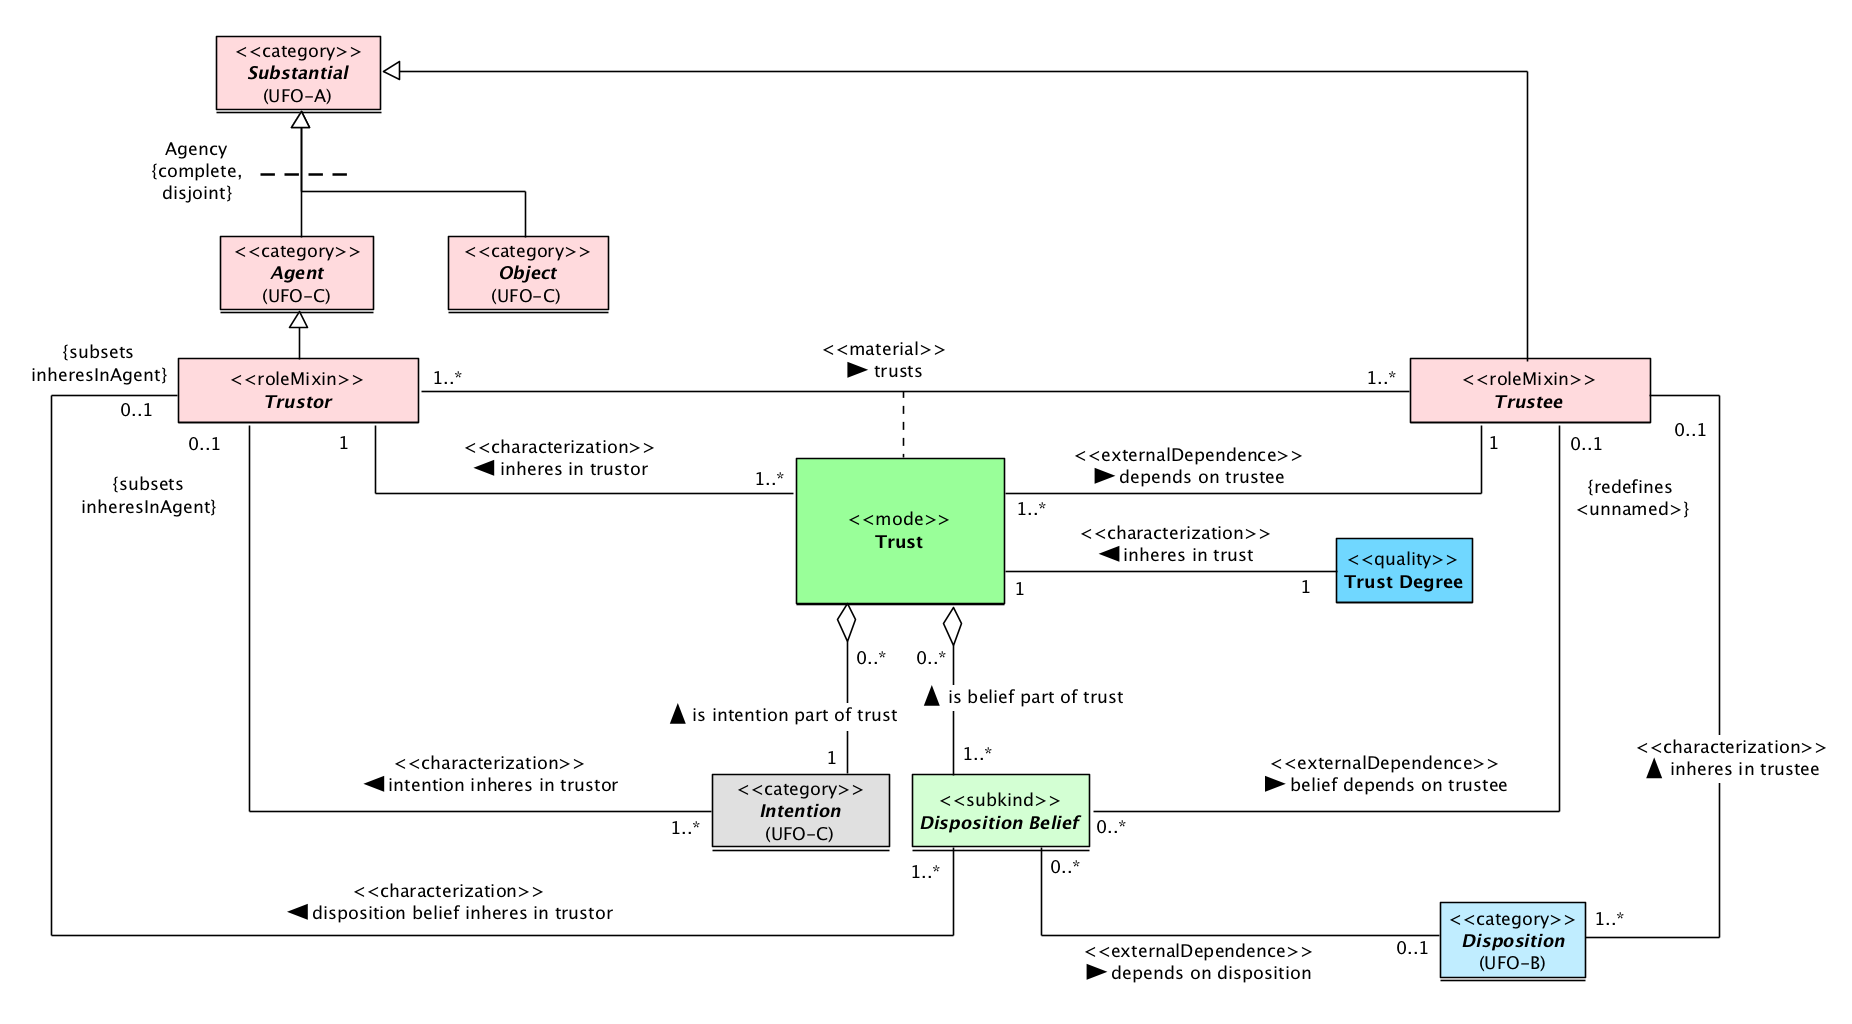 <<category>>
Substantial
(UFO-A)
Agency
{complete,
disjoint}
<<category>>
Agent
(UFO-C)
<<category>>
Object
(UFO-C)
{subsets
inheresInAgent}
0..1
<<roleMixin>>
Trustor
1..*
<<material>>
trusts
1..*
<<roleMixin>>
Trustee
0..1
0..1
{subsets
inheresInAgent}
1
<<characterization>>
inheres in trustor
1..*
<<externalDependence>>
depends on trustee
1..*
1
0..1
{redefines
<unnamed>}
<<mode>>
Trust
<<characterization>>
inheres in trust
1
1
<<quality>>
Trust Degree
0..*
0..*
is intention part of trust
is belief part of trust
1
1..*
<<characterization>>
intention inheres in trustor
1..*
<<category>>
Intention
(UFO-C)
<<subkind>>
Disposition Belief
<<externalDependence>>
belief depends on trustee
0..*
<<characterization>>
inheres in trustee
1..*
0..*
<<characterization>>
disposition belief inheres in trustor
<<externalDependence>>
depends on disposition
0..1
<<category>>
Disposition
(UFO-B)
1..*